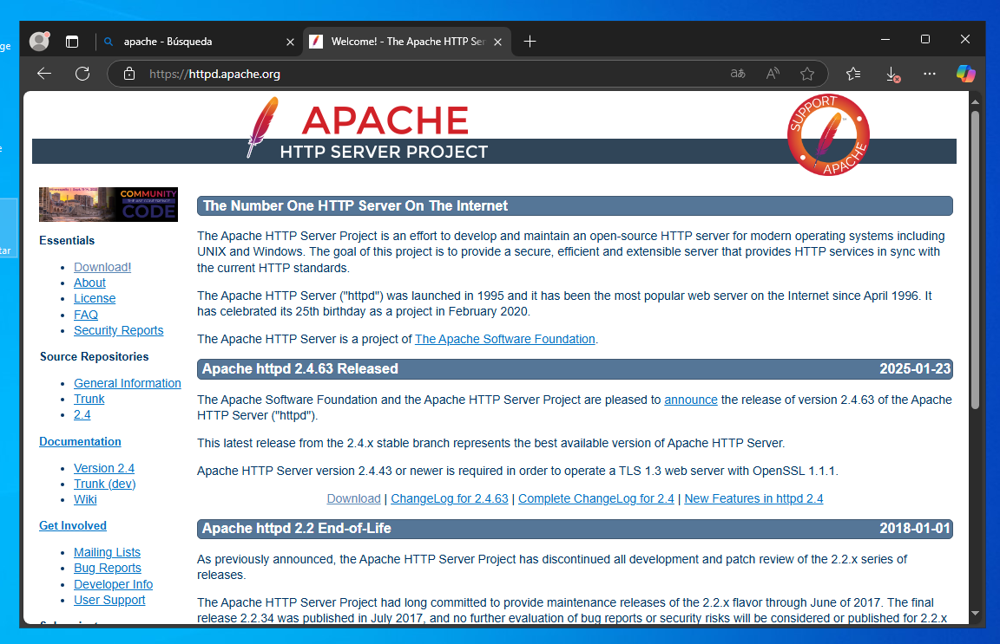 ge
e
tar
apache - Búsqueda
Welcome! - The Apache HTTP Ser
https://httpd.apache.org
APACHE
HTTP SERVER PROJECT
SUPPORT
APACHE
COMMUNITY
CODE
Essentials
Download!
About
License
FAQ
Security Reports
Source Repositories
General Information
Trunk
2.4
Documentation
Version 2.4
Trunk (dev)
Wiki
Get Involved
Mailing Lists
Bug Reports
Developer Info
User Support
The Number One HTTP Server On The Internet
The Apache HTTP Server Project is an effort to develop and maintain an open-source HTTP server for modern operating systems including
UNIX and Windows. The goal of this project is to provide a secure, efficient and extensible server that provides HTTP services in sync with
the current HTTP standards.
The Apache HTTP Server ("httpd") was launched in 1995 and it has been the most popular web server on the Internet since April 1996. It
has celebrated its 25th birthday as a project in February 2020.
The Apache HTTP Server is a project of The Apache Software Foundation.
Apache httpd 2.4.63 Released 2025-01-23
The Apache Software Foundation and the Apache HTTP Server Project are pleased to announce the release of version 2.4.63 of the Apache
HTTP Server ("httpd").
This latest release from the 2.4.x stable branch represents the best available version of Apache HTTP Server.
Apache HTTP Server version 2.4.43 or newer is required in order to operate a TLS 1.3 web server with OpenSSL 1.1.1.
Download | ChangeLog for 2.4.63 | Complete ChangeLog for 2.4 | New Features in httpd 2.4
Apache httpd 2.2 End-of-Life 2018-01-01
As previously announced, the Apache HTTP Server Project has discontinued all development and patch review of the 2.2.x series of
releases.
The Apache HTTP Server Project had long committed to provide maintenance releases of the 2.2.x flavor through June of 2017. The final
release 2.2.34 was published in July 2017, and no further evaluation of bug reports or security risks will be considered or published for 2.2.x